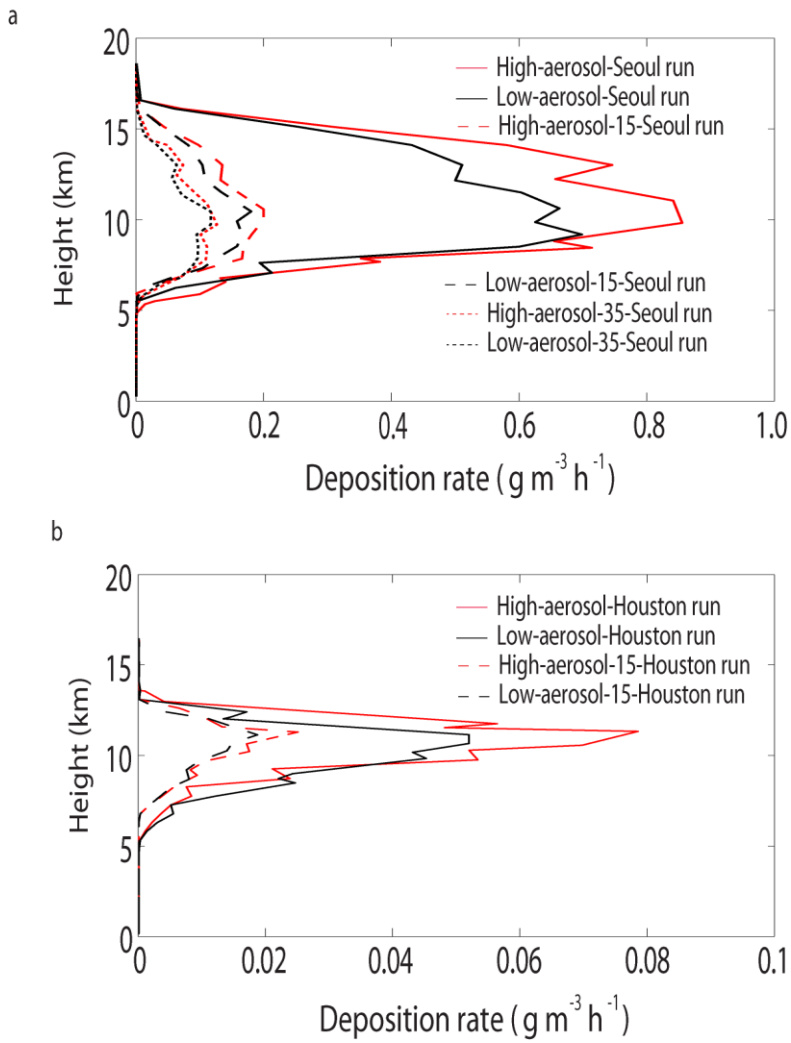 a
20
15
10
5
0
Height (km)
High-aerosol-Seoul run
Low-aerosol-Seoul run
High-aerosol-15-Seoul run
Low-aerosol-15-Seoul run
High-aerosol-35-Seoul run
Low-aerosol-35-Seoul run
0 0.2 0.4 0.6 0.8 1.0
Deposition rate ( g m⁻³ h⁻¹ )
b
20
15
10
5
0
Height (km)
High-aerosol-Houston run
Low-aerosol-Houston run
High-aerosol-15-Houston run
Low-aerosol-15-Houston run
0 0.02 0.04 0.06 0.08 0.1
Deposition rate ( g m⁻³ h⁻¹ )